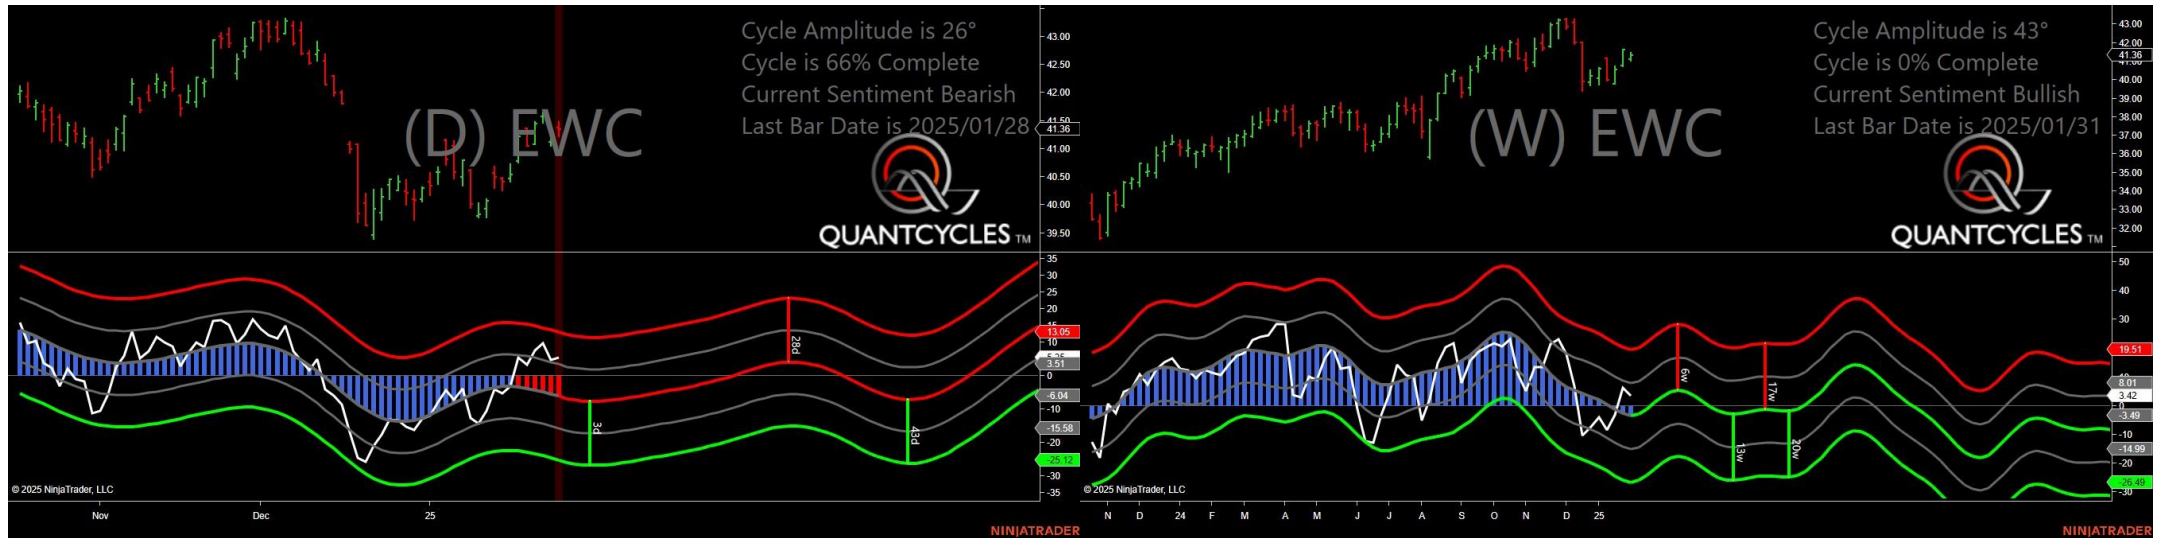 Cycle Amplitude is 26°
Cycle is 66% Complete
Current Sentiment Bearish
Last Bar Date is 2025/01/28
(D) EWC
QUANTCYCLES TM
43.00
42.50
42.00
41.50
41.36
41.00
40.50
40.00
39.50
35
30
25
20
15
13.05
10
3.51
0
-6.04
-10
-15.58
-20
-25.12
-30
-35
3d
28d
43d
© 2025 NinjaTrader, LLC
Nov
Dec
25
NINJATRADER
Cycle Amplitude is 43°
Cycle is 0% Complete
Current Sentiment Bullish
Last Bar Date is 2025/01/31
(W) EWC
QUANTCYCLES TM
43.00
42.00
41.36
41.00
40.00
39.00
38.00
37.00
36.00
35.00
34.00
33.00
32.00
50
40
30
19.51
8.01
3.42
0
-3.49
-10
-14.99
-20
-26.49
-30
6w
13w
17w
20w
© 2025 NinjaTrader, LLC
N D 24 F M A M J J A S O N D 25
NINJATRADER